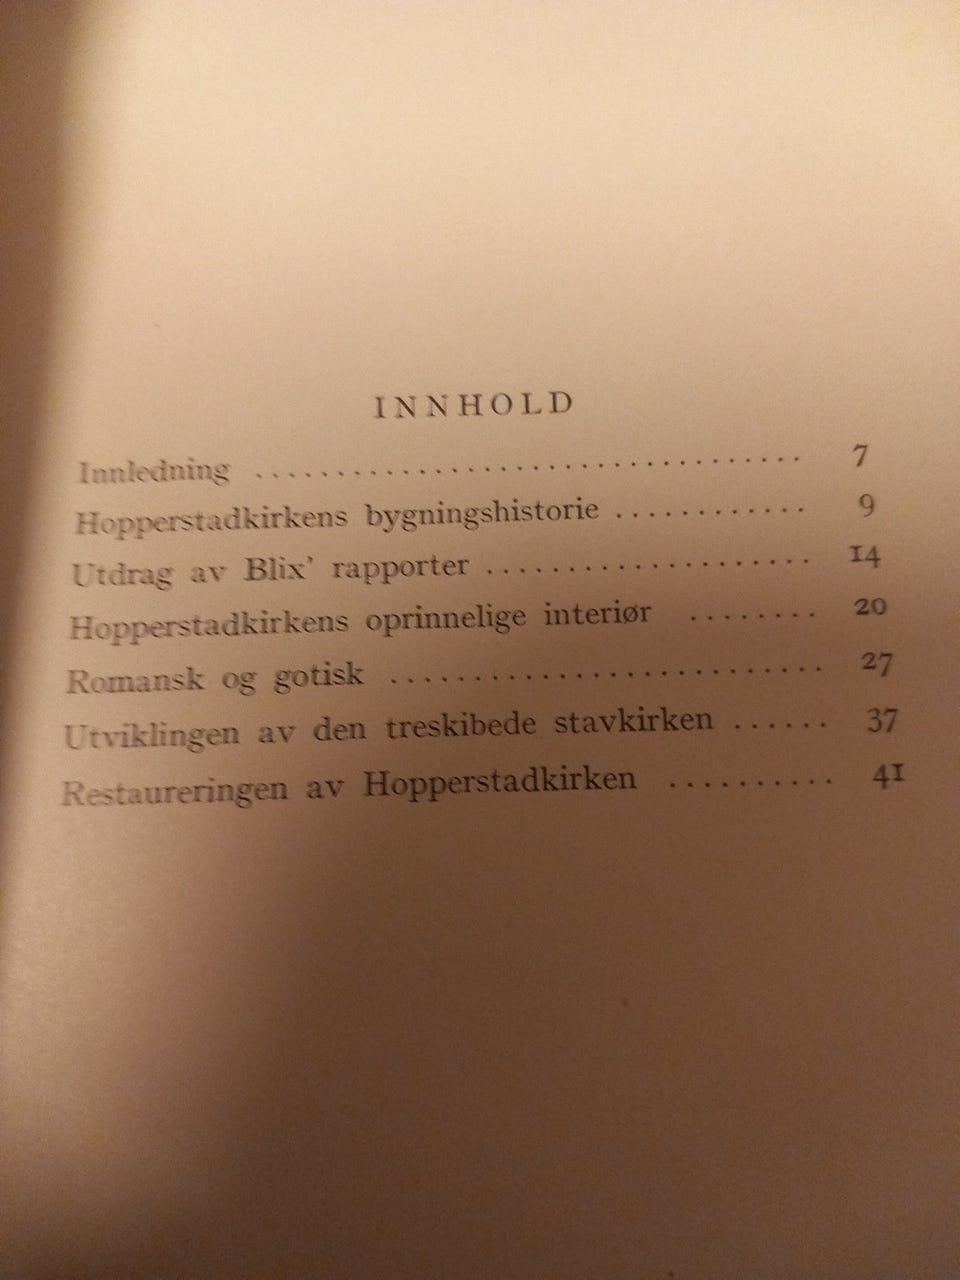 INNHOLD
Innledning .................................. 7
Hopperstadkirkens bygningshistorie ............ 9
Utdrag av Blix’ rapporter .................... 14
Hopperstadkirkens oprinnelige interiør ........ 20
Romansk og gotisk .......................... 27
Utviklingen av den treskibede stavkirken ...... 37
Restaureringen av Hopperstadkirken .......... 41